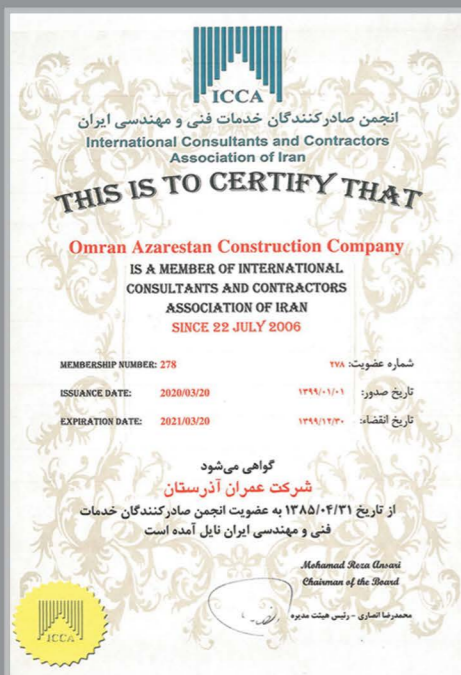 ICCA
انجمن صادرکنندگان خدمات فنی و مهندسی ایران
International Consultants and Contractors
Association of Iran
THIS IS TO CERTIFY THAT
Omran Azarestan Construction Company
IS A MEMBER OF INTERNATIONAL
CONSULTANTS AND CONTRACTORS
ASSOCIATION OF IRAN
SINCE 22 JULY 2006
MEMBERSHIP NUMBER: 278 شماره عضویت: ۲۷۸
ISSUANCE DATE: 2020/03/20 تاریخ صدور: ۱۳۹۹/۰۱/۰۱
EXPIRATION DATE: 2021/03/20 تاریخ انقضاء: ۱۳۹۹/۱۲/۳۰
گواهی می‌شود
شرکت عمران آذرستان
از تاریخ ۱۳۸۵/۰۴/۳۱ به عضویت انجمن صادرکنندگان خدمات
فنی و مهندسی ایران نایل آمده است
Mohamad Reza Ansari
Chairman of the Board
محمدرضا انصاری - رئیس هیئت مدیره
ICCA